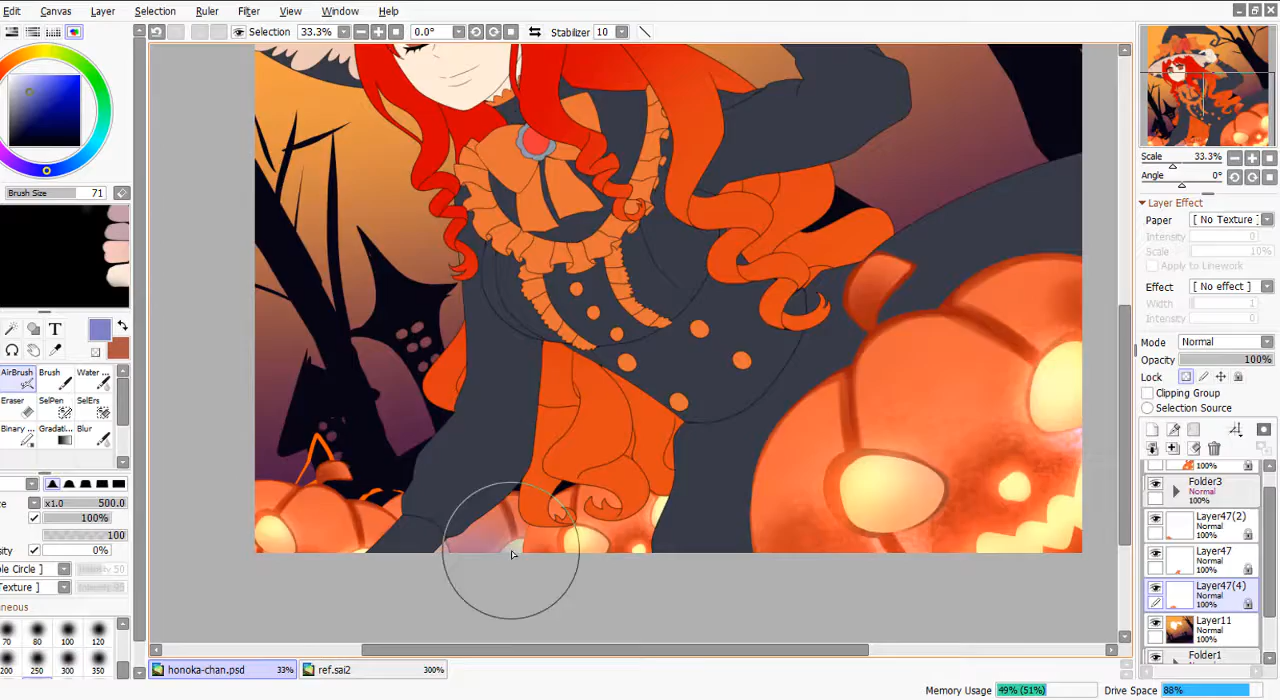 Edit Canvas Layer Selection Ruler Filter View Window Help
Selection 33.3% 0.0° Stabilizer 10
Brush Size 71
T
AirBrush Brush Water ...
Eraser SelPen SelErs
Binary ... Gradati... Blur
x1.0 500.0
100%
100
0%
70 80 100 120
200 250 300 350
Scale 33.3%
Angle 0°
Layer Effect
Paper [ No Texture ]
Intensity 0
Scale 10%
Apply to Linework
Effect [ No effect ]
Width 1
Intensity 0
Mode Normal
Opacity 100%
Lock
Clipping Group
Selection Source
100%
Folder3
Normal
100%
Layer47(2)
Normal
100%
Layer47
Normal
100%
Layer47(4)
Normal
100%
Layer11
Normal
100%
Folder1
honoka-chan.psd 33% ref.sai2 300%
Memory Usage 49% (51%) Drive Space 88%